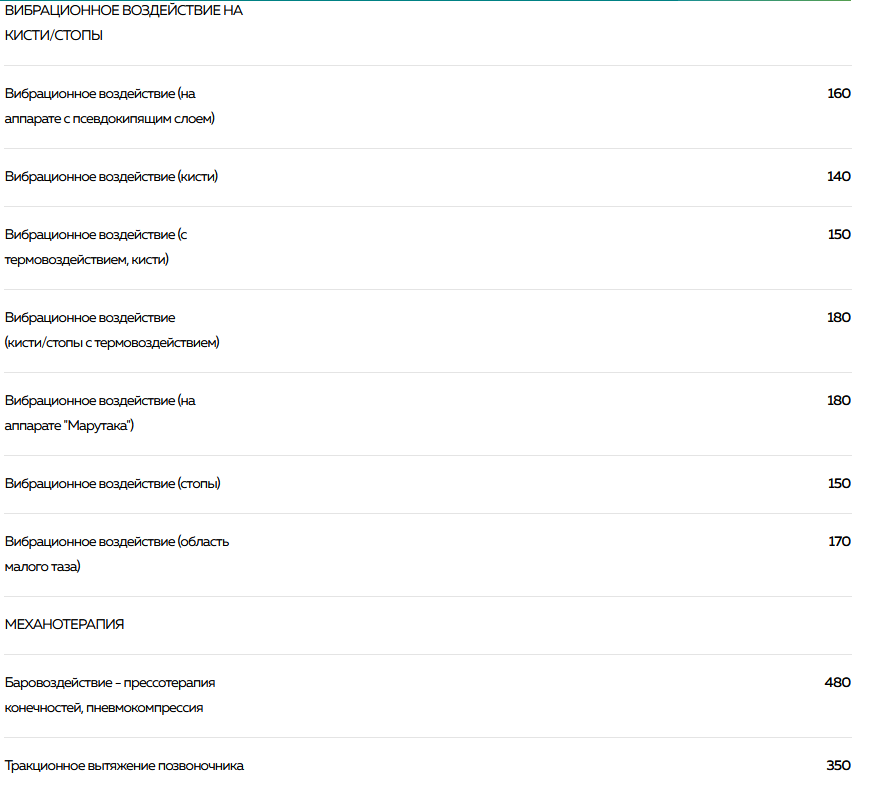 ВИБРАЦИОННОЕ ВОЗДЕЙСТВИЕ НА
КИСТИ/СТОПЫ
Вибрационное воздействие (на
160
аппарате с псевдокипящим слоем)
Вибрационное воздействие (кисти)
140
Вибрационное воздействие (с
150
термовоздействием, кисти)
Вибрационное воздействие
180
(кисти/стопы с термовоздействием)
Вибрационное воздействие (на
180
аппарате "Марутака")
Вибрационное воздействие (стопы)
150
Вибрационное воздействие (область
170
малого таза)
МЕХАНОТЕРАПИЯ
Баровоздействие - прессотерапия
480
конечностей, пневмокомпрессия
Тракционное вытяжение позвоночника
350